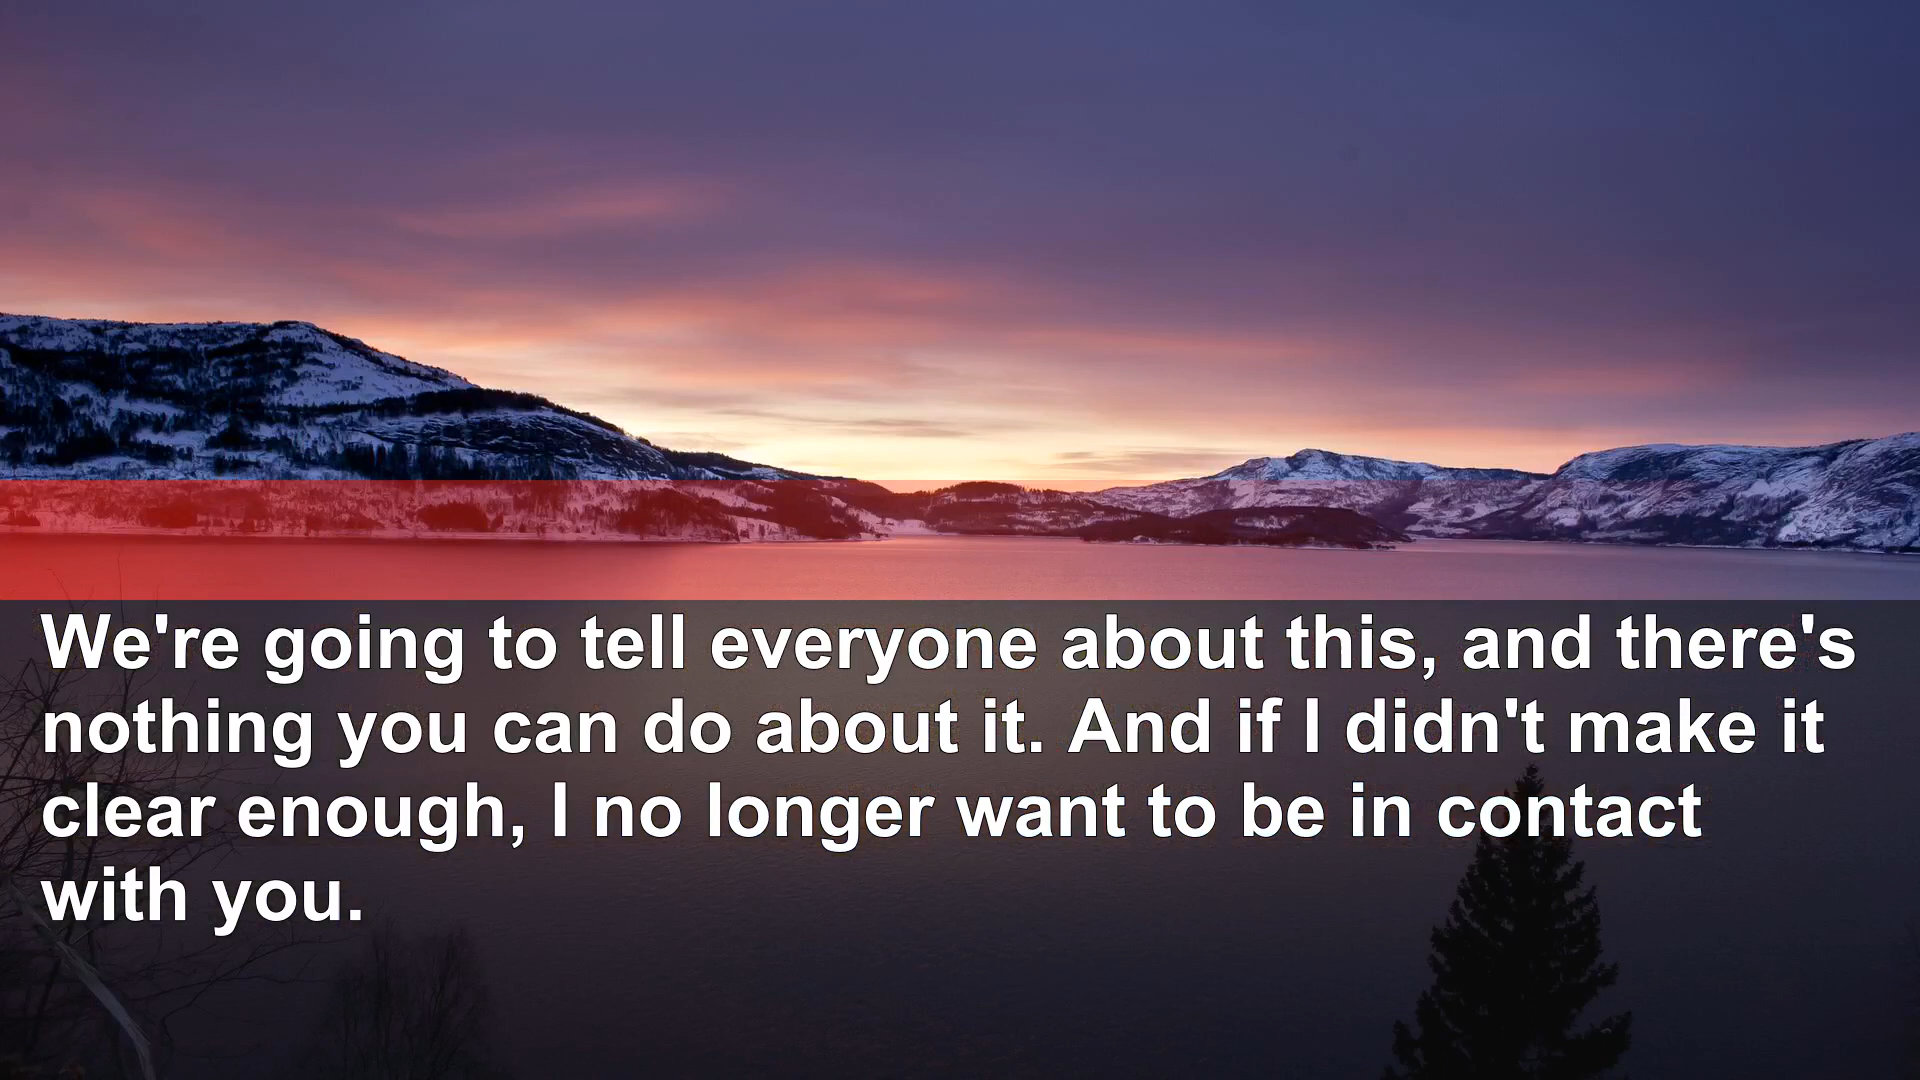 We're going to tell everyone about this, and there's
nothing you can do about it. And if I didn't make it
clear enough, I no longer want to be in contact
with you.